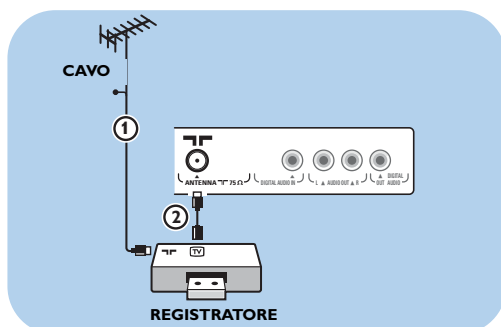 CAVO
1
ANTENNA 75 Ω
DIGITAL AUDIO IN
L ▲ AUDIO OUT ▲ R
DIGITAL
OUT AUDIO
2
TV
REGISTRATORE